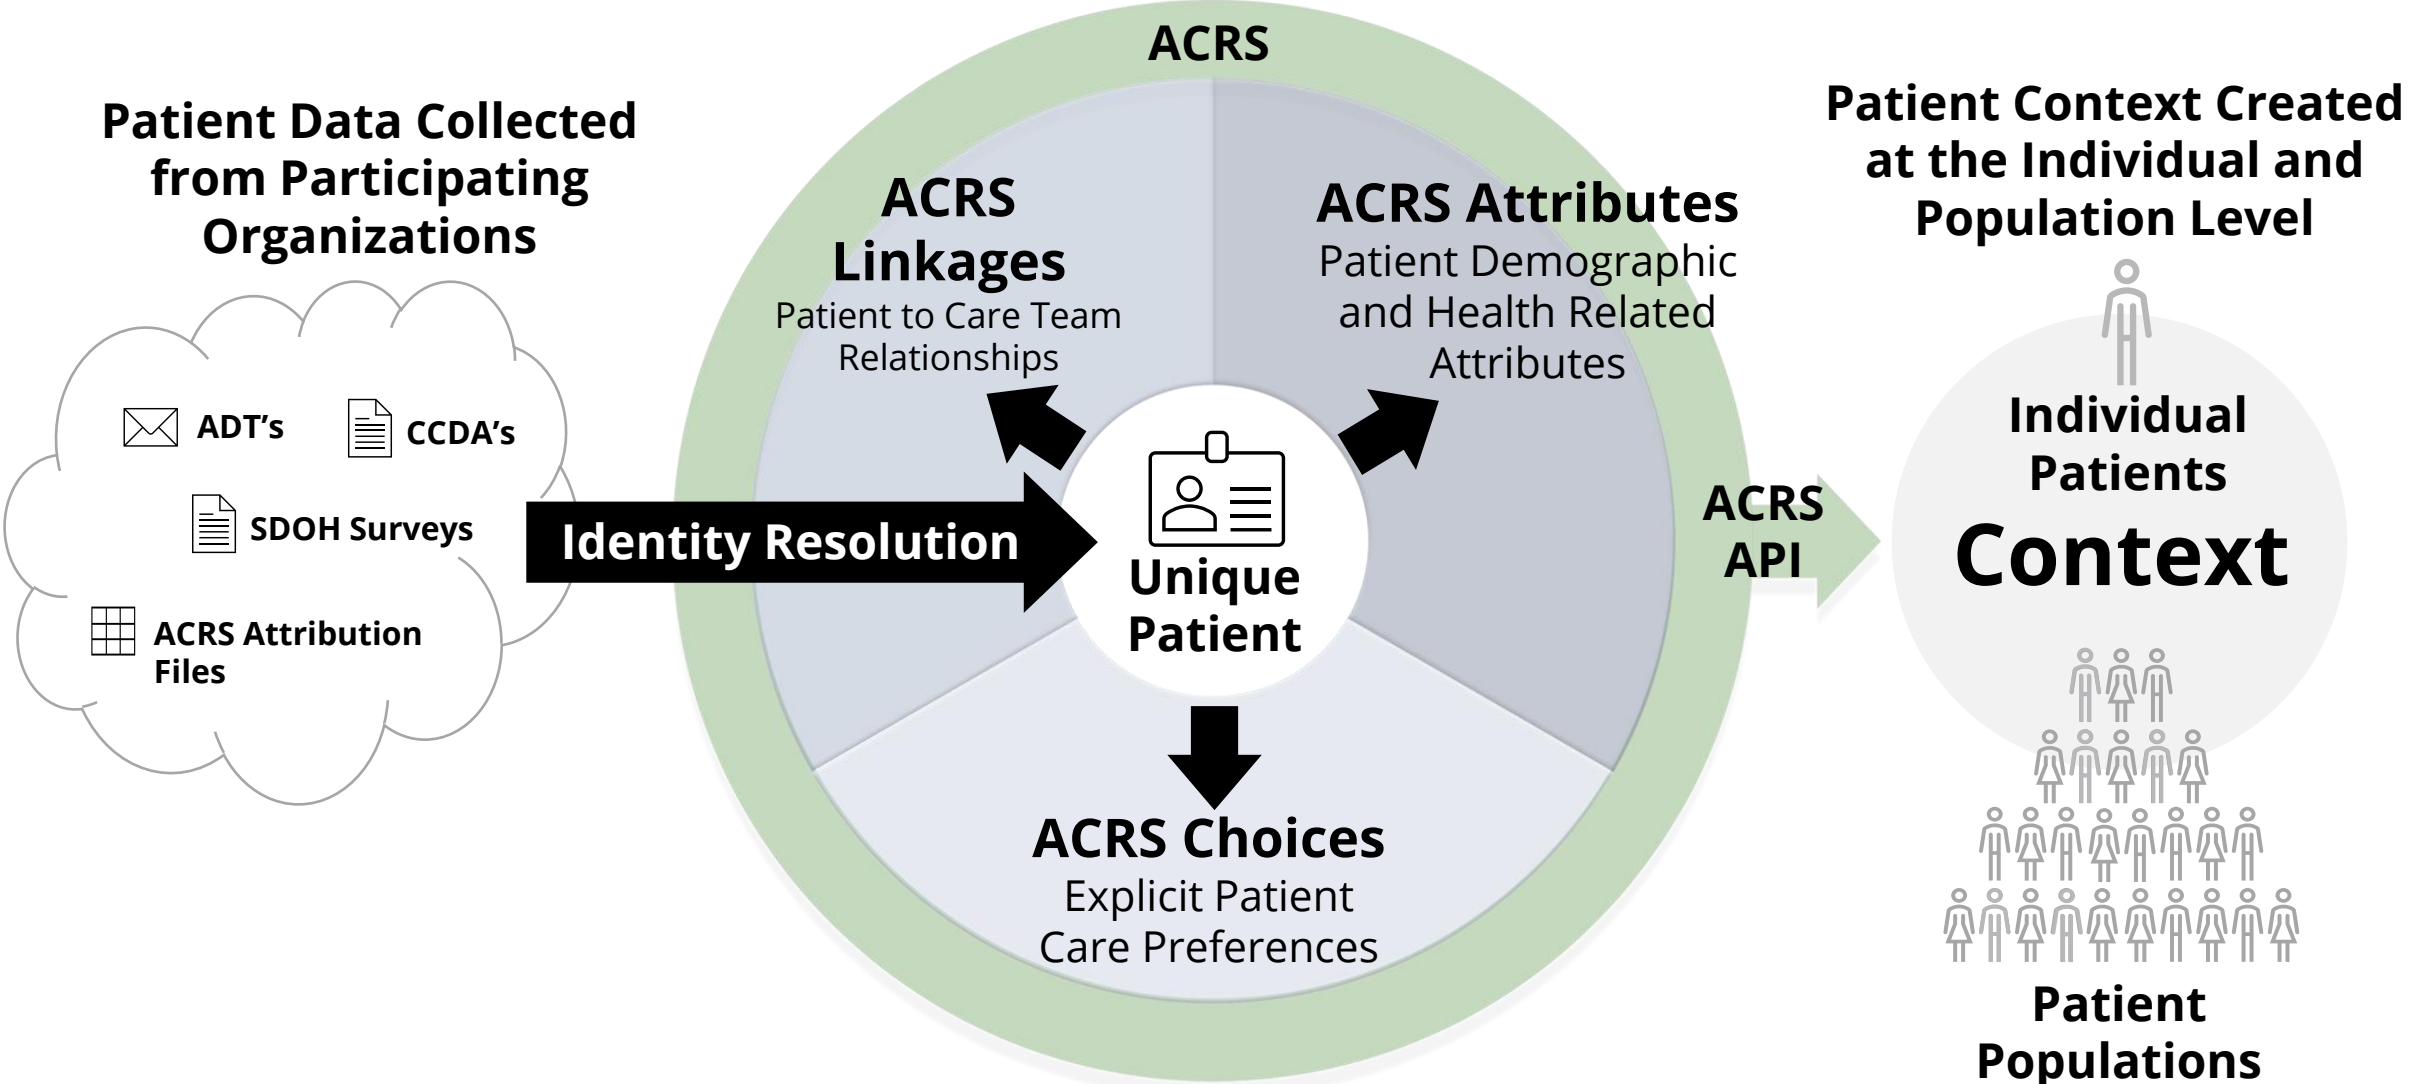 Patient Data Collected
from Participating
Organizations
ADT’s
CCDA’s
SDOH Surveys
ACRS Attribution
Files
Identity Resolution
ACRS
ACRS
Linkages
Patient to Care Team
Relationships
ACRS Attributes
Patient Demographic
and Health Related
Attributes
Unique
Patient
ACRS Choices
Explicit Patient
Care Preferences
ACRS
API
Patient Context Created
at the Individual and
Population Level
Individual
Patients
Context
Patient
Populations